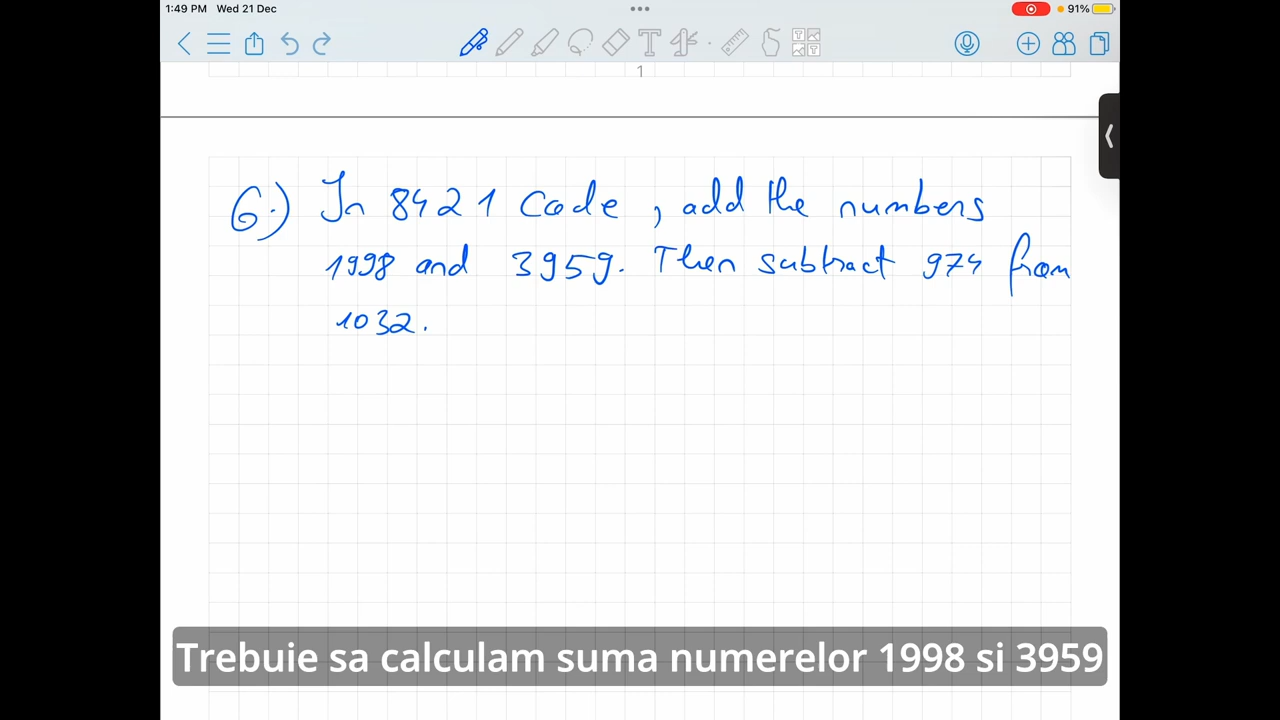 1:49 PM Wed 21 Dec
91%
1
6.) In 8421 Code, add the numbers
1998 and 3959. Then subtract 974 from
1032.
Trebuie sa calculam suma numerelor 1998 si 3959